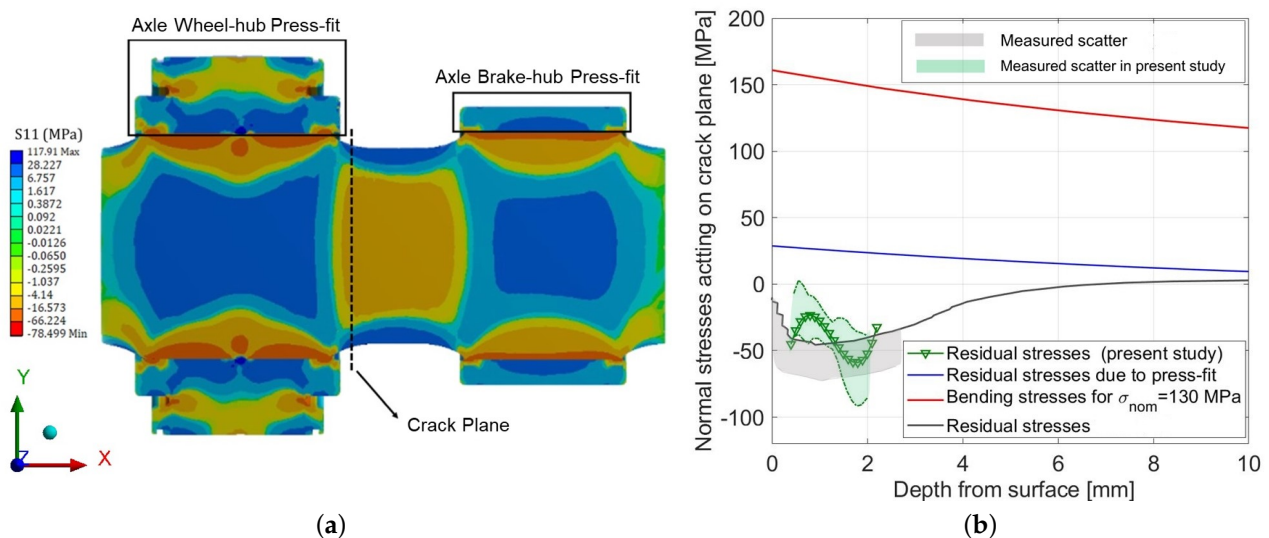 Axle Wheel-hub Press-fit
Axle Brake-hub Press-fit
S11 (MPa)
117.91 Max
28.227
6.757
1.617
0.3872
0.092
0.0221
-0.0126
-0.0650
-0.2595
-1.037
-4.14
-16.573
-66.224
-78.499 Min
Crack Plane
Y
Z
X
(a)
Normal stresses actting on crack plane [MPa]
200
150
100
50
0
-50
-100
Measured scatter
Measured scatter in present study
Residual stresses (present study)
Residual stresses due to press-fit
Bending stresses for σnom=130 MPa
Residual stresses
0
2
4
6
8
10
Depth from surface [mm]
(b)